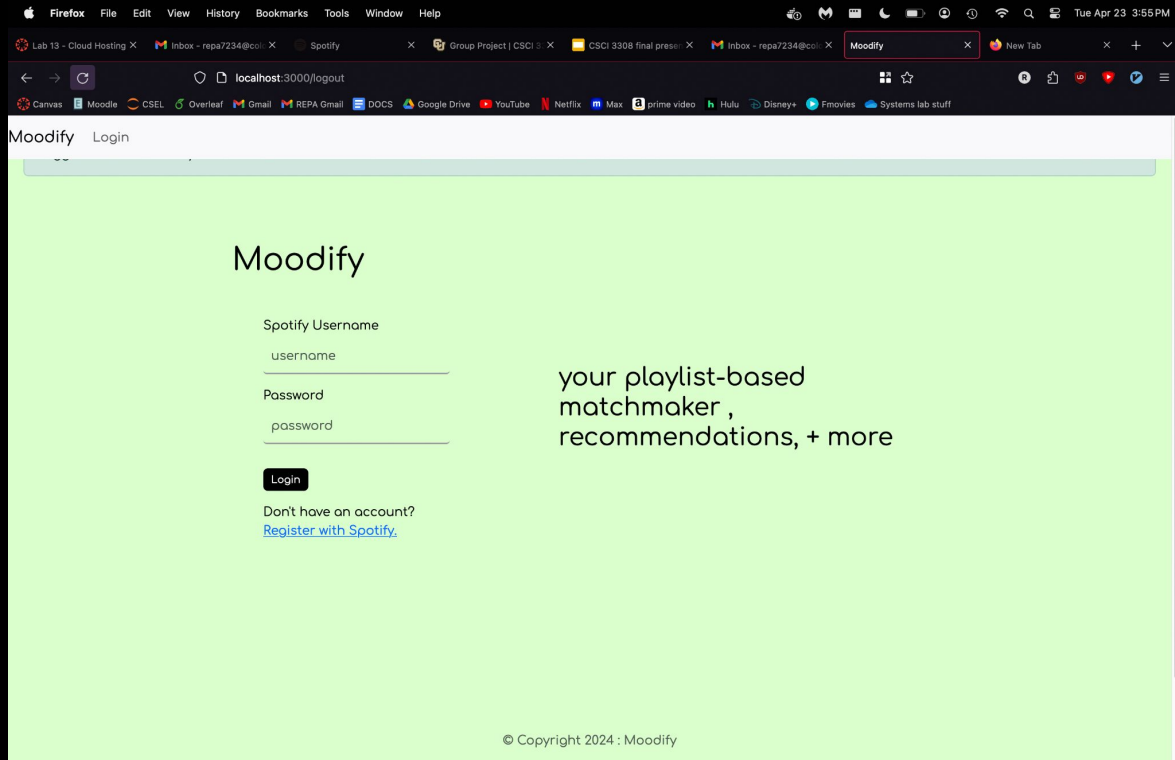 Firefox File Edit View History Bookmarks Tools Window Help Tue Apr 23 3:55 PM
Lab 13 - Cloud Hosting Inbox - repa7234@col Spotify Group Project | CSCI 3 CSCI 3308 final presen Inbox - repa7234@col Moodify New Tab
localhost:3000/logout
Canvas Moodle CSEL Overleaf Gmail REPA Gmail DOCS Google Drive YouTube Netflix Max prime video Hulu Disney+ Fmovies Systems lab stuff
Moodify Login
Moodify
Spotify Username
username
Password
password
Login
Don't have an account?
Register with Spotify.
your playlist-based
matchmaker ,
recommendations, + more
© Copyright 2024 : Moodify